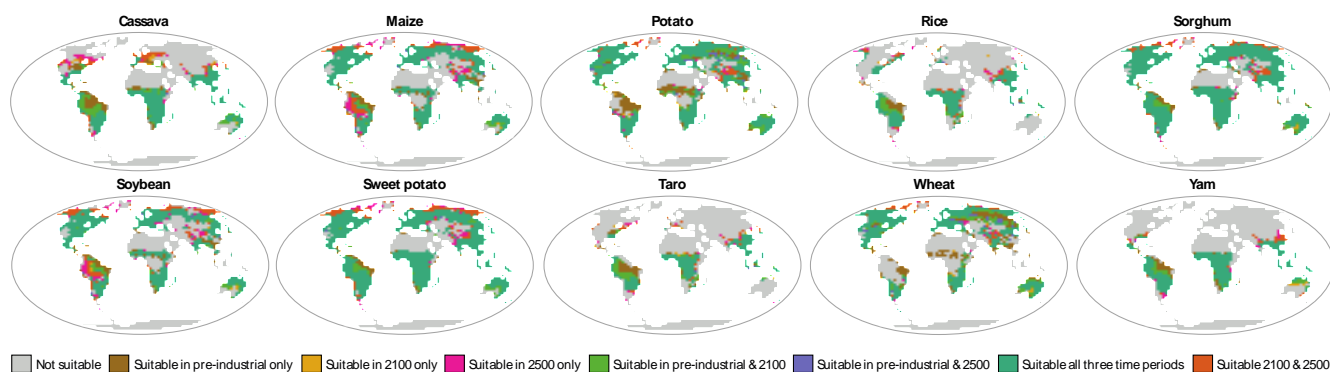 Cassava Maize Potato Rice Sorghum
Soybean Sweet potato Taro Wheat Yam
Not suitable Suitable in pre-industrial only Suitable in 2100 only Suitable in 2500 only Suitable in pre-industrial & 2100 Suitable in pre-industrial & 2500 Suitable all three time periods Suitable 2100 & 2500